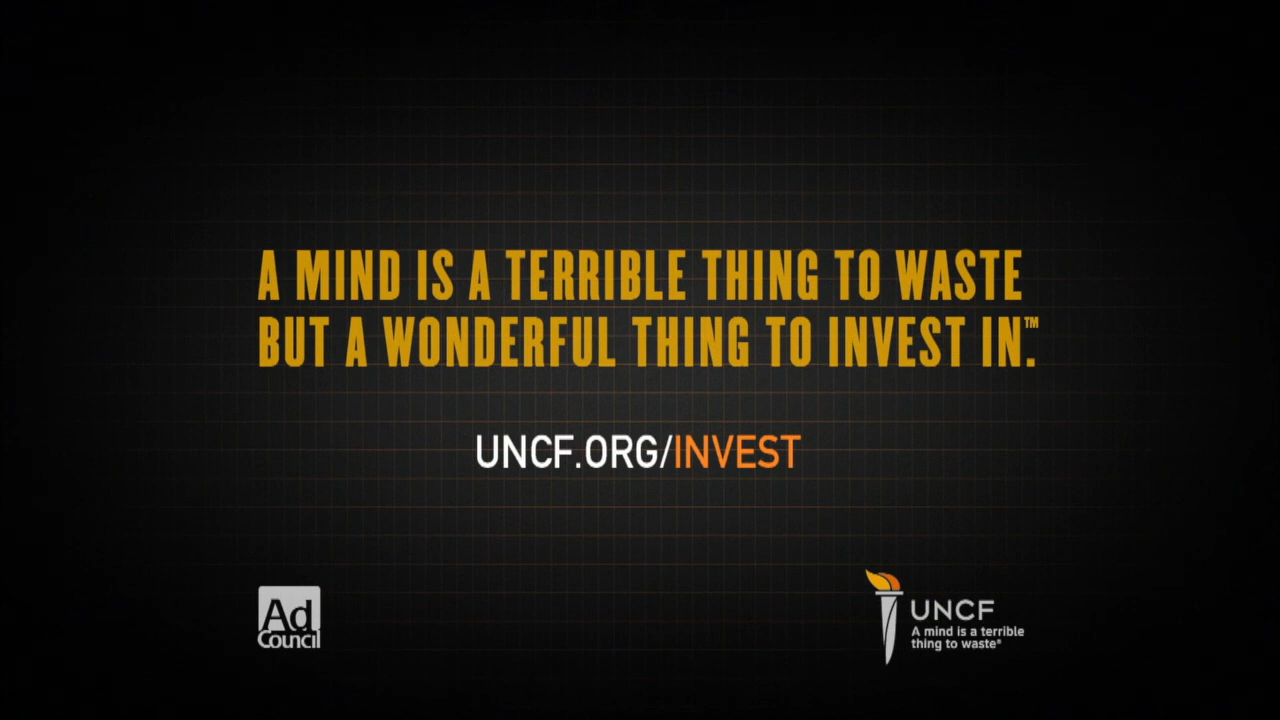 A MIND IS A TERRIBLE THING TO WASTE
BUT A WONDERFUL THING TO INVEST IN.™
UNCF.ORG/INVEST
Ad
Council
UNCF
A mind is a terrible
thing to waste®